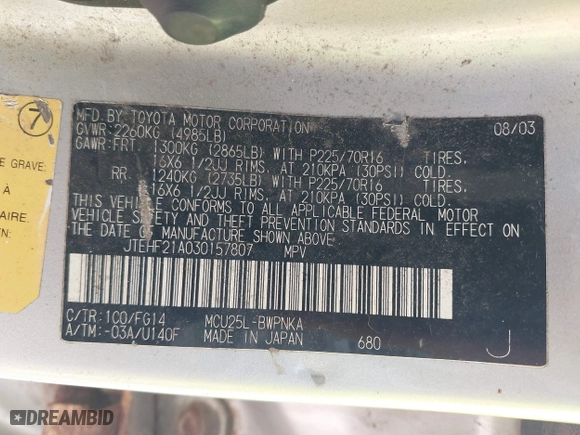 7
E GRAVE
À
AIRE.
EN:
MFD.BY:TOYOTA MOTOR CORPORATION 08/03
GVWR:2260KG (4985LB)
GAWR:FRT. 1300KG (2865LB) WITH P225/70R16 TIRES,
16X6 1/2JJ RIMS, AT 210KPA (30PSI) COLD.
RR. 1240KG (2735LB) WITH P225/70R16 TIRES,
16X6 1/2JJ RIMS, AT 210KPA (30PSI) COLD.
THIS VEHICLE CONFORMS TO ALL APPLICABLE FEDERAL MOTOR
VEHICLE SAFETY AND THEFT PREVENTION STANDARDS IN EFFECT ON
THE DATE OF MANUFACTURE SHOWN ABOVE.
JTEHF21A030157807 MPV
C/TR:1C0/FG14 MCU25L-BWPNKA
A/TM:-03A/U140F MADE IN JAPAN 680 J
DREAMBID